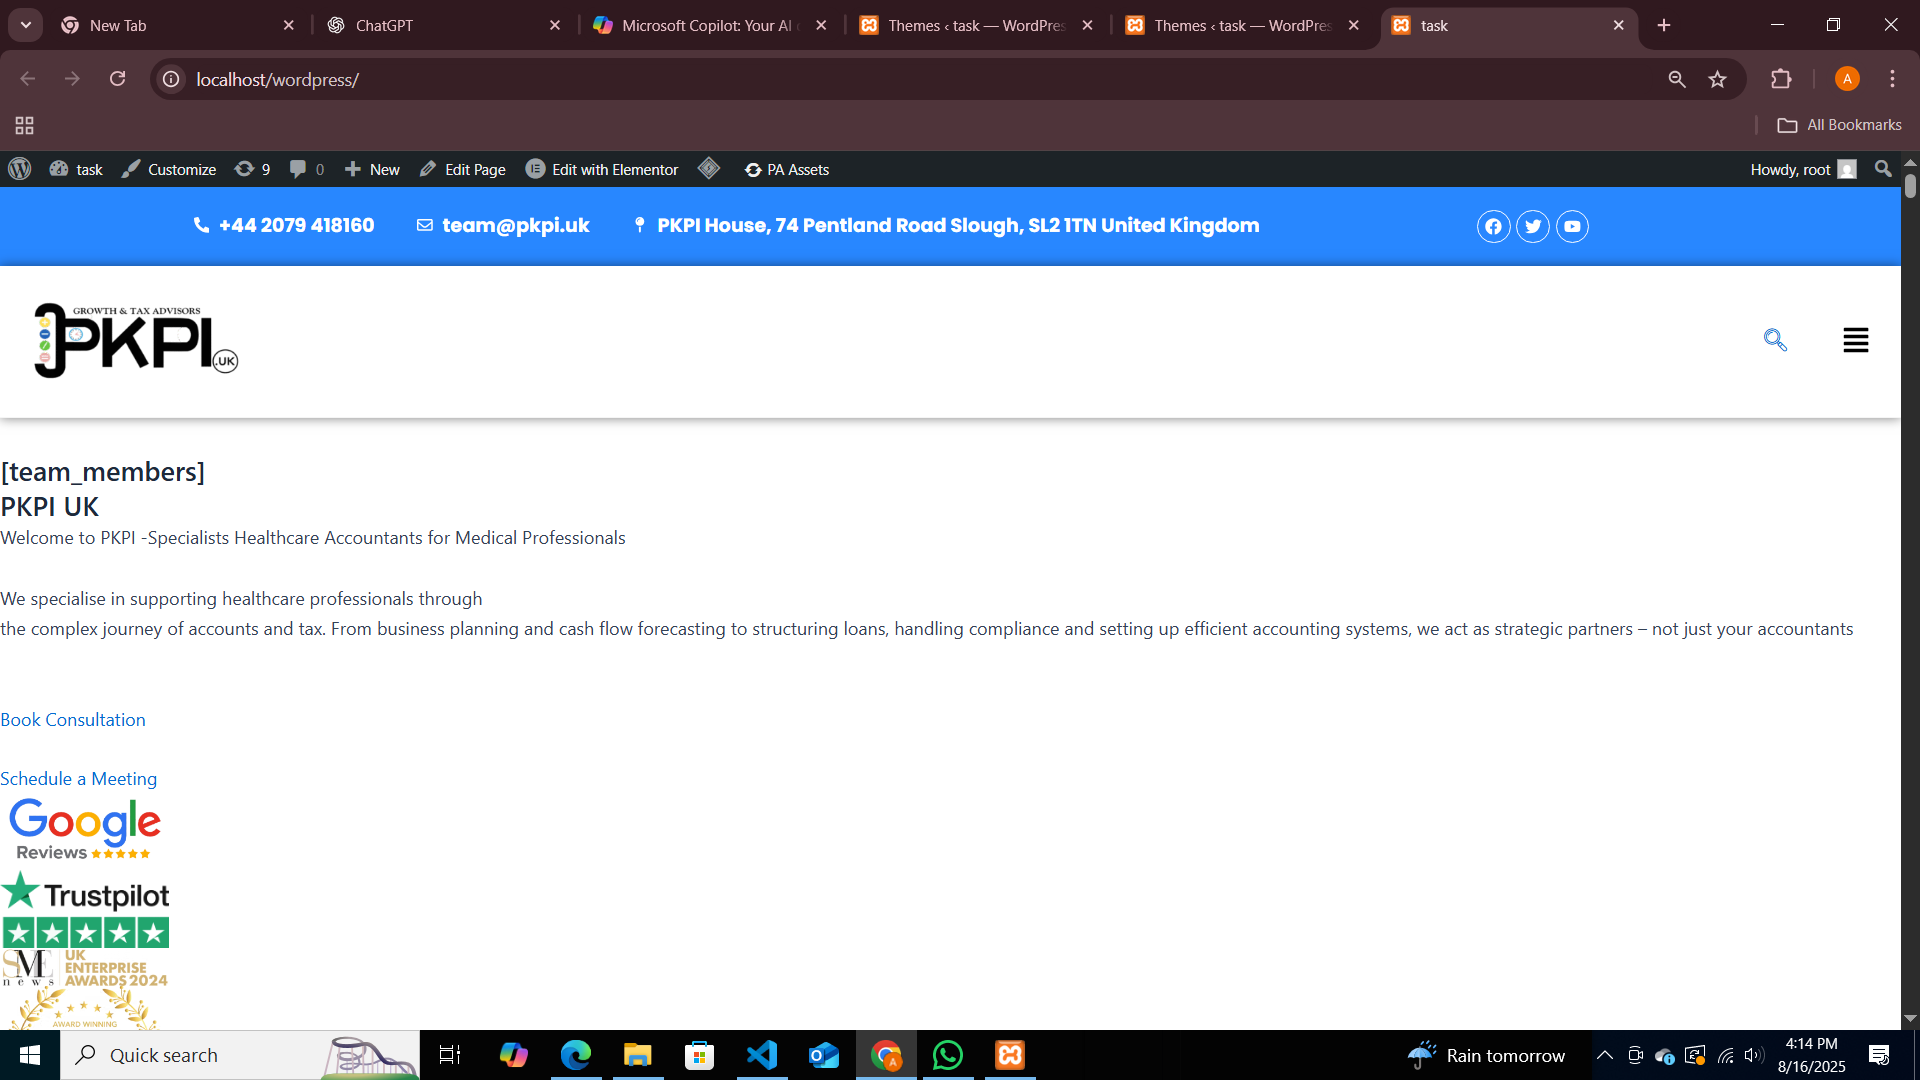 New Tab
ChatGPT
Microsoft Copilot: Your AI c
Themes ‹ task — WordPres
Themes ‹ task — WordPres
task
localhost/wordpress/
A
All Bookmarks
task
Customize
9
0
New
Edit Page
Edit with Elementor
PA Assets
Howdy, root
+44 2079 418160
team@pkpi.uk
PKPI House, 74 Pentland Road Slough, SL2 1TN United Kingdom
GROWTH & TAX ADVISORS
PKPI
.UK
[team_members]
PKPI UK
Welcome to PKPI -Specialists Healthcare Accountants for Medical Professionals
We specialise in supporting healthcare professionals through
the complex journey of accounts and tax. From business planning and cash flow forecasting to structuring loans, handling compliance and setting up efficient accounting systems, we act as strategic partners – not just your accountants
Book Consultation
Schedule a Meeting
Google
Reviews
Trustpilot
SME
news
UK
ENTERPRISE
AWARDS 2024
AWARD WINNING
Quick search
Rain tomorrow
4:14 PM
8/16/2025